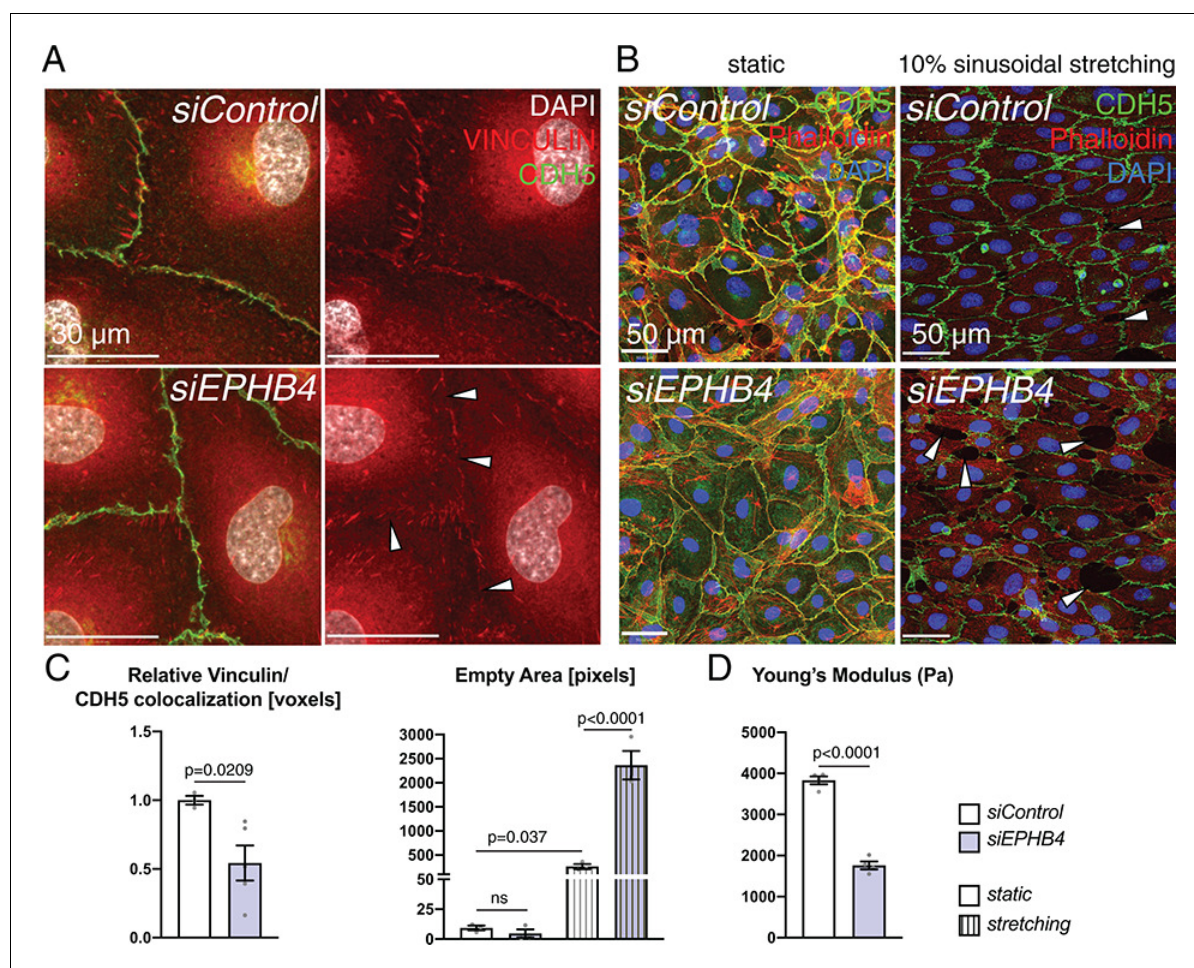 A
siControl
DAPI
VINCULIN
CDH5
30 µm
siEPHB4
B
static
10% sinusoidal stretching
siControl
CDH5
Phalloidin
DAPI
50 µm
siControl
CDH5
Phalloidin
DAPI
50 µm
siEPHB4
siEPHB4
C
Relative Vinculin/
CDH5 colocalization [voxels]
1.5
1.0
0.5
0.0
p=0.0209
Empty Area [pixels]
3000
2500
2000
1500
1000
500
50
25
0
p<0.0001
p=0.037
ns
D
Young's Modulus (Pa)
5000
4000
3000
2000
1000
0
p<0.0001
siControl
siEPHB4
static
stretching